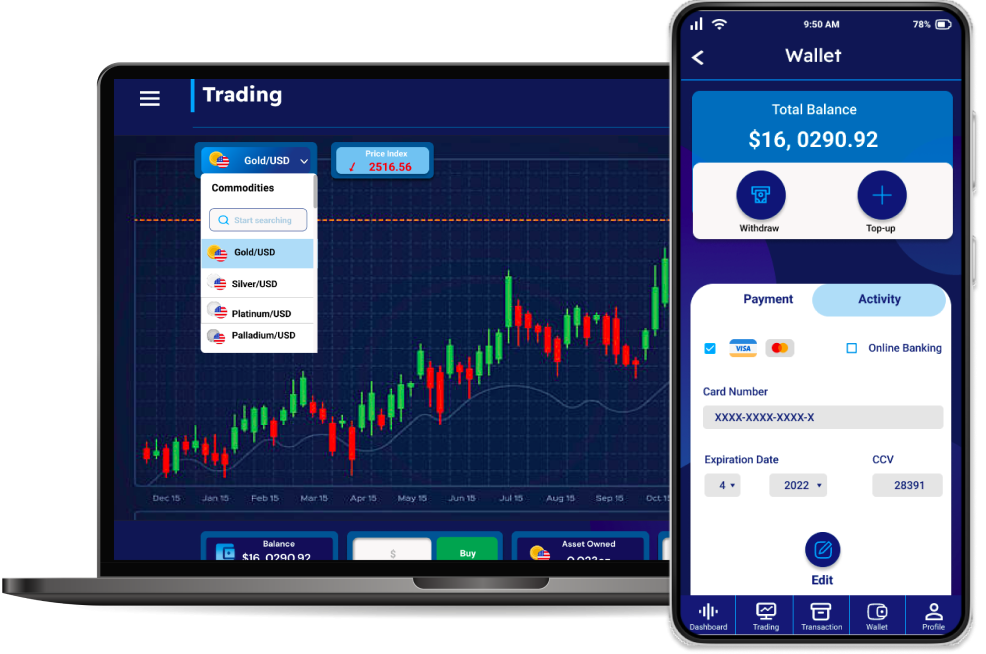 Trading
Gold/USD
Price Index
2516.56
Commodities
Start searching
Gold/USD
Silver/USD
Platinum/USD
Palladium/USD
Dec 15 Jan 15 Feb 15 Mar 15 Apr 15 May 15 Jun 15 Jul 15 Aug 15 Sep 15 Oct 15
Balance
$16, 0290.92
$
Buy
Asset Owned
9:50 AM
78%
Wallet
Total Balance
$16, 0290.92
Withdraw
Top-up
Payment
Activity
VISA
Online Banking
Card Number
XXXX-XXXX-XXXX-X
Expiration Date
CCV
4
2022
28391
Edit
Dashboard
Trading
Transaction
Wallet
Profile